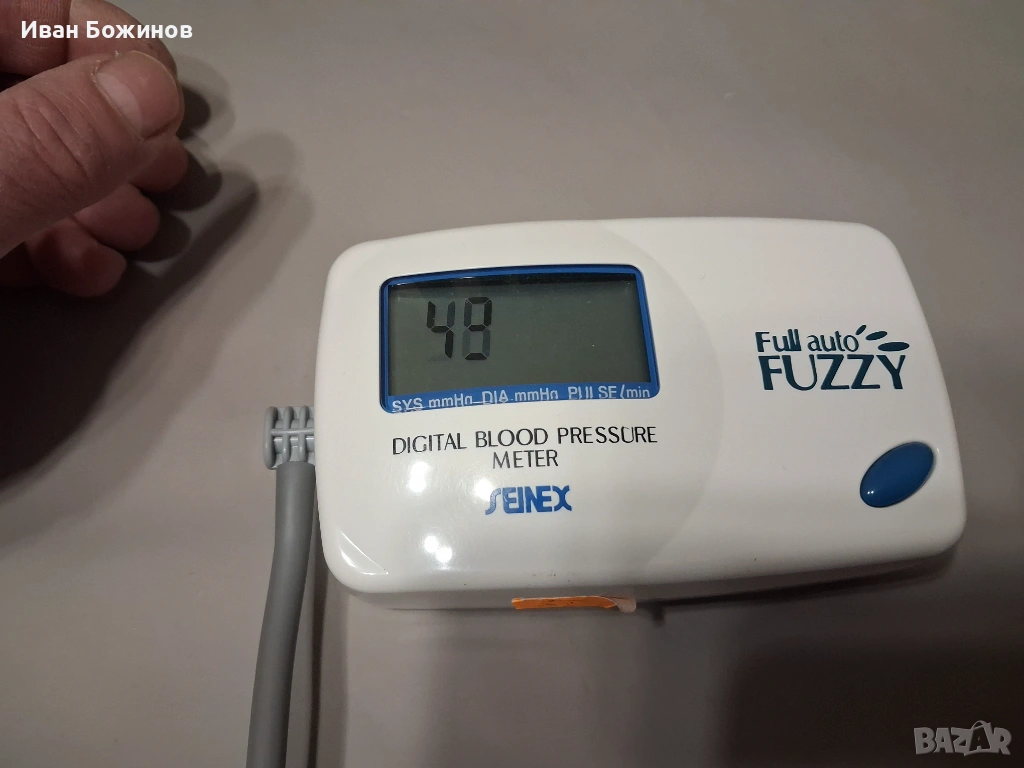 Иван Божинов
48
SYS mmHg DIA mmHg PULSE/min
Full auto
FUZZY
DIGITAL BLOOD PRESSURE
METER
SEINEX
BAZAR